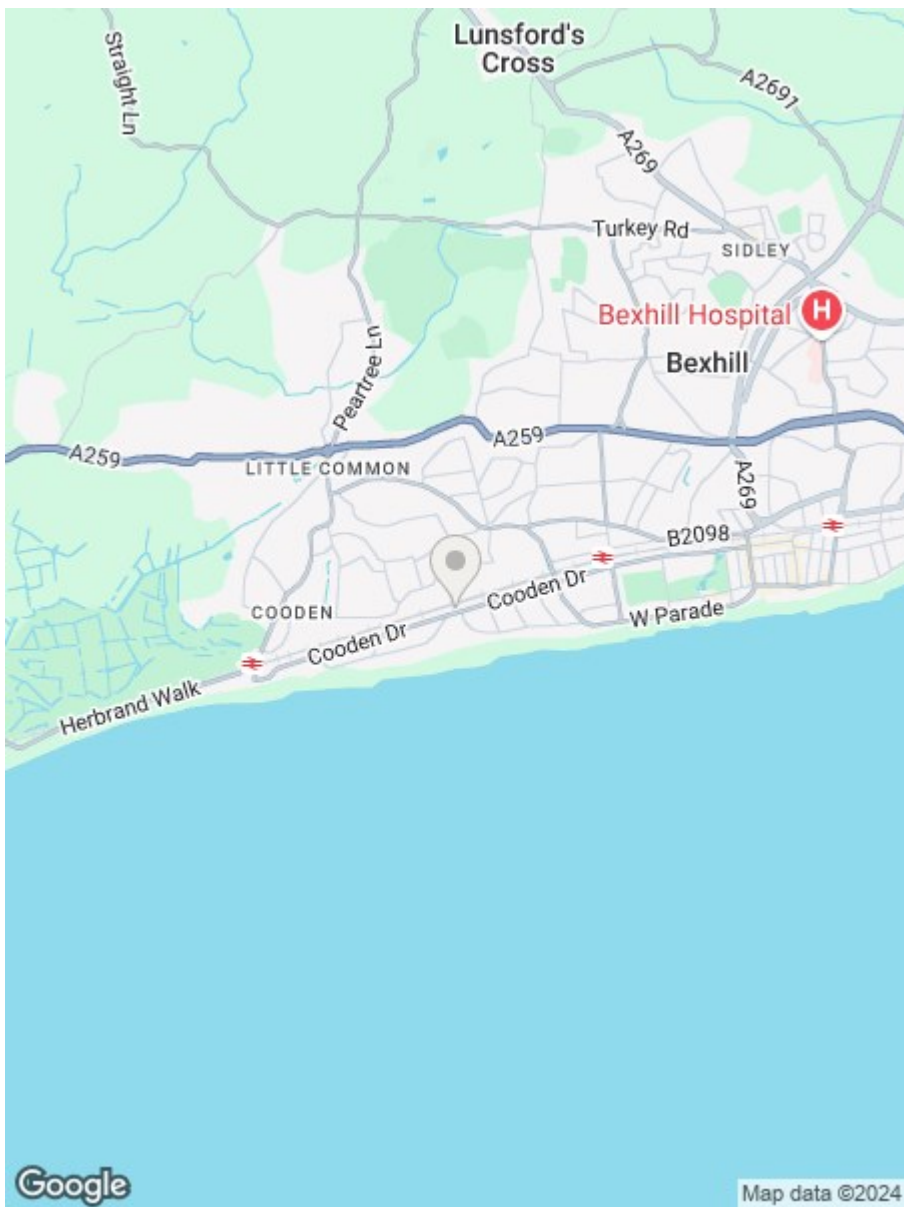 Lunsford's
Cross
Straight Ln
A2691
A269
Turkey Rd
SIDLEY
Bexhill Hospital
H
Bexhill
Peartree Ln
A259
A259
LITTLE COMMON
A269
B2098
Cooden Dr
COODEN
W Parade
Cooden Dr
Herbrand Walk
Google
Map data ©2024